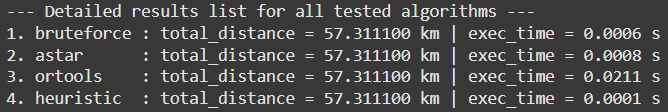 --- Detailed results list for all tested algorithms ---
1. bruteforce : total_distance = 57.311100 km | exec_time = 0.0006 s
2. astar      : total_distance = 57.311100 km | exec_time = 0.0008 s
3. ortools    : total_distance = 57.311100 km | exec_time = 0.0211 s
4. heuristic  : total_distance = 57.311100 km | exec_time = 0.0001 s